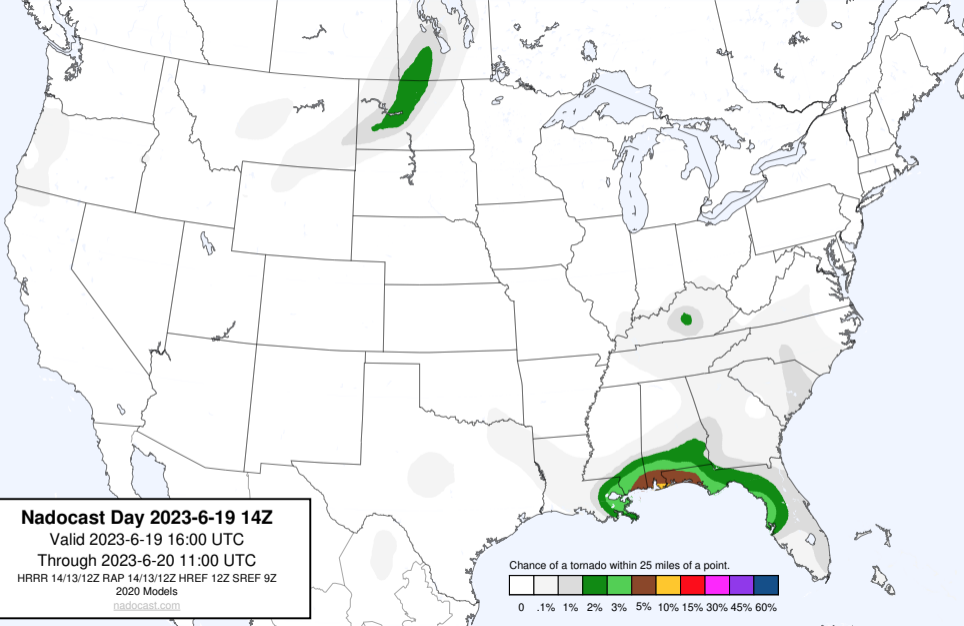 Nadocast Day 2023-6-19 14Z
Valid 2023-6-19 16:00 UTC
Through 2023-6-20 11:00 UTC
HRRR 14/13/12Z RAP 14/13/12Z HREF 12Z SREF 9Z
2020 Models
nadocast.com
Chance of a tornado within 25 miles of a point.
0 .1% 1% 2% 3% 5% 10% 15% 30% 45% 60%